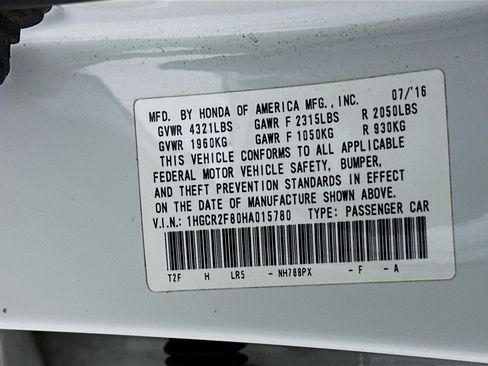 MFD. BY HONDA OF AMERICA MFG., INC. 07/'16
GVWR 4321LBS GAWR F 2315LBS R 2050LBS
GVWR 1960KG GAWR F 1050KG R 930KG
THIS VEHICLE CONFORMS TO ALL APPLICABLE
FEDERAL MOTOR VEHICLE SAFETY, BUMPER,
AND THEFT PREVENTION STANDARDS IN EFFECT
ON THE DATE OF MANUFACTURE SHOWN ABOVE.
V.I.N.: 1HGCR2F80HA015780 TYPE: PASSENGER CAR
T2F H LR5 - NH788PX - F - A